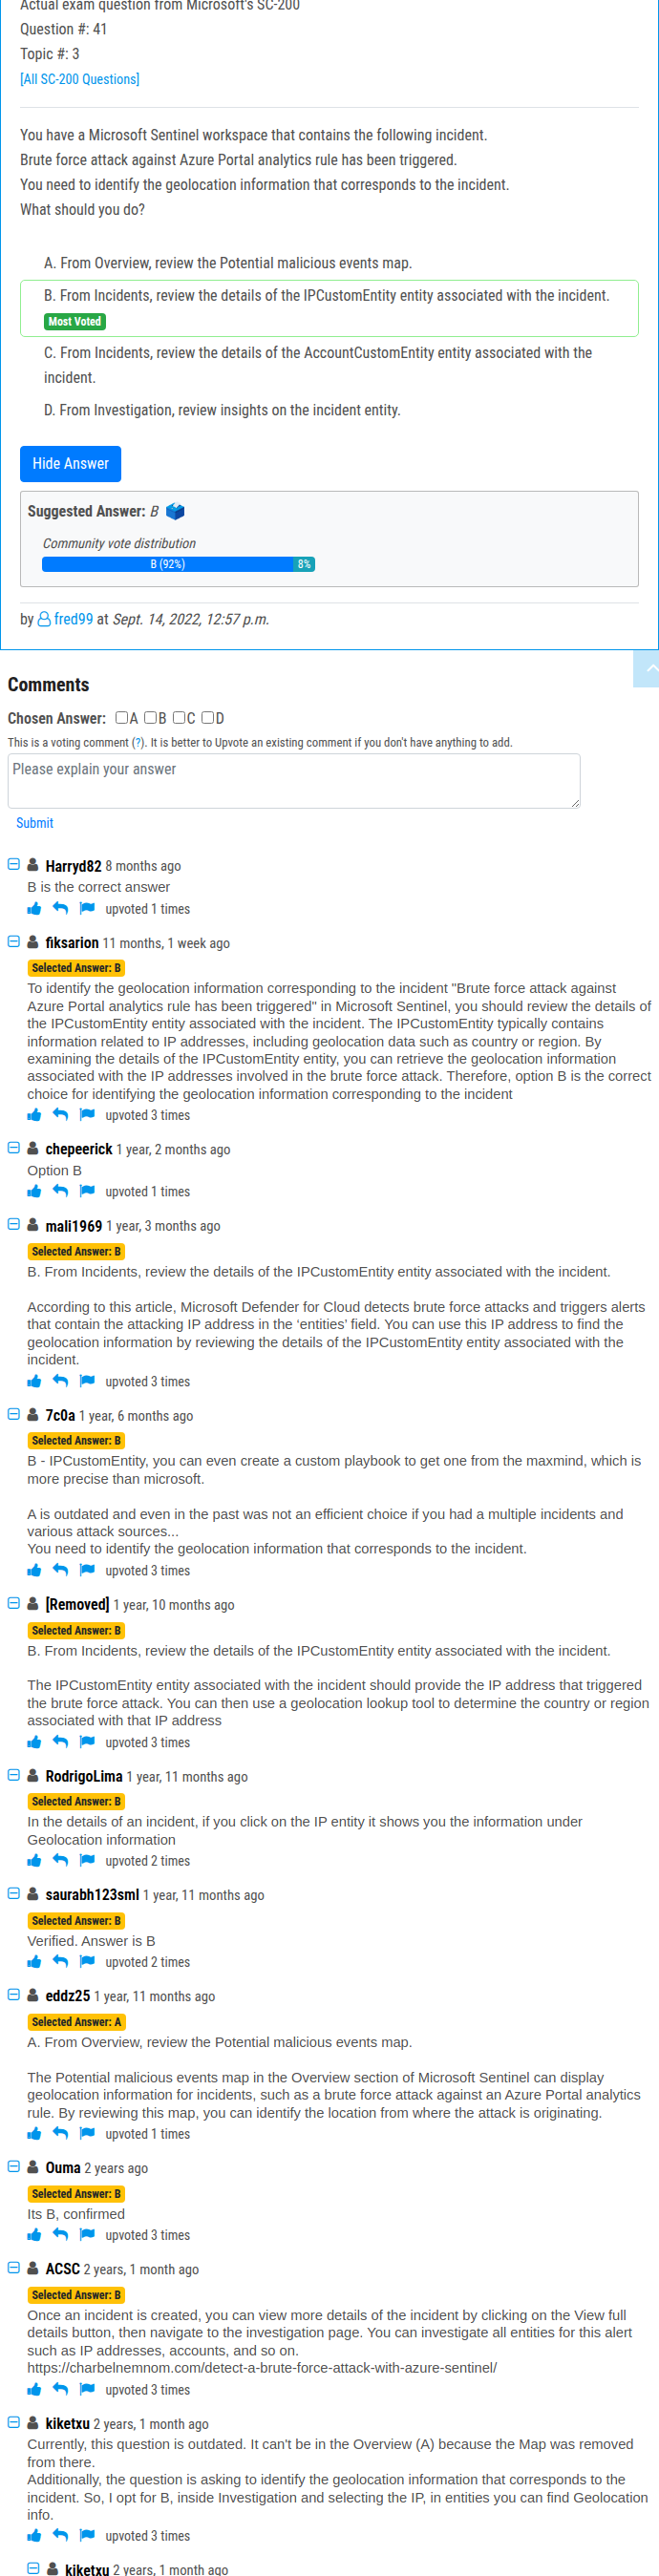 Actual exam question from Microsoft's SC-200
Question #: 41
Topic #: 3
[All SC-200 Questions]
You have a Microsoft Sentinel workspace that contains the following incident.
Brute force attack against Azure Portal analytics rule has been triggered.
You need to identify the geolocation information that corresponds to the incident.
What should you do?
A. From Overview, review the Potential malicious events map.
B. From Incidents, review the details of the IPCustomEntity entity associated with the incident.
Most Voted
C. From Incidents, review the details of the AccountCustomEntity entity associated with the
incident.
D. From Investigation, review insights on the incident entity.
Hide Answer
Suggested Answer: B
Community vote distribution
B (92%) 8%
by fred99 at Sept. 14, 2022, 12:57 p.m.
Comments
Chosen Answer: A B C D
This is a voting comment (?). It is better to Upvote an existing comment if you don't have anything to add.
Please explain your answer
Submit
Harryd82 8 months ago
B is the correct answer
upvoted 1 times
fiksarion 11 months, 1 week ago
Selected Answer: B
To identify the geolocation information corresponding to the incident "Brute force attack against
Azure Portal analytics rule has been triggered" in Microsoft Sentinel, you should review the details of
the IPCustomEntity entity associated with the incident. The IPCustomEntity typically contains
information related to IP addresses, including geolocation data such as country or region. By
examining the details of the IPCustomEntity entity, you can retrieve the geolocation information
associated with the IP addresses involved in the brute force attack. Therefore, option B is the correct
choice for identifying the geolocation information corresponding to the incident
upvoted 3 times
chepeerick 1 year, 2 months ago
Option B
upvoted 1 times
mali1969 1 year, 3 months ago
Selected Answer: B
B. From Incidents, review the details of the IPCustomEntity entity associated with the incident.
According to this article, Microsoft Defender for Cloud detects brute force attacks and triggers alerts
that contain the attacking IP address in the ‘entities’ field. You can use this IP address to find the
geolocation information by reviewing the details of the IPCustomEntity entity associated with the
incident.
upvoted 3 times
7c0a 1 year, 6 months ago
Selected Answer: B
B - IPCustomEntity, you can even create a custom playbook to get one from the maxmind, which is
more precise than microsoft.
A is outdated and even in the past was not an efficient choice if you had a multiple incidents and
various attack sources...
You need to identify the geolocation information that corresponds to the incident.
upvoted 3 times
[Removed] 1 year, 10 months ago
Selected Answer: B
B. From Incidents, review the details of the IPCustomEntity entity associated with the incident.
The IPCustomEntity entity associated with the incident should provide the IP address that triggered
the brute force attack. You can then use a geolocation lookup tool to determine the country or region
associated with that IP address
upvoted 3 times
RodrigoLima 1 year, 11 months ago
Selected Answer: B
In the details of an incident, if you click on the IP entity it shows you the information under
Geolocation information
upvoted 2 times
saurabh123sml 1 year, 11 months ago
Selected Answer: B
Verified. Answer is B
upvoted 2 times
eddz25 1 year, 11 months ago
Selected Answer: A
A. From Overview, review the Potential malicious events map.
The Potential malicious events map in the Overview section of Microsoft Sentinel can display
geolocation information for incidents, such as a brute force attack against an Azure Portal analytics
rule. By reviewing this map, you can identify the location from where the attack is originating.
upvoted 1 times
Ouma 2 years ago
Selected Answer: B
Its B, confirmed
upvoted 3 times
ACSC 2 years, 1 month ago
Selected Answer: B
Once an incident is created, you can view more details of the incident by clicking on the View full
details button, then navigate to the investigation page. You can investigate all entities for this alert
such as IP addresses, accounts, and so on.
https://charbelnemnom.com/detect-a-brute-force-attack-with-azure-sentinel/
upvoted 3 times
kiketxu 2 years, 1 month ago
Currently, this question is outdated. It can't be in the Overview (A) because the Map was removed
from there.
Additionally, the question is asking to identify the geolocation information that corresponds to the
incident. So, I opt for B, inside Investigation and selecting the IP, in entities you can find Geolocation
info.
upvoted 3 times
kiketxu 2 years, 1 month ago